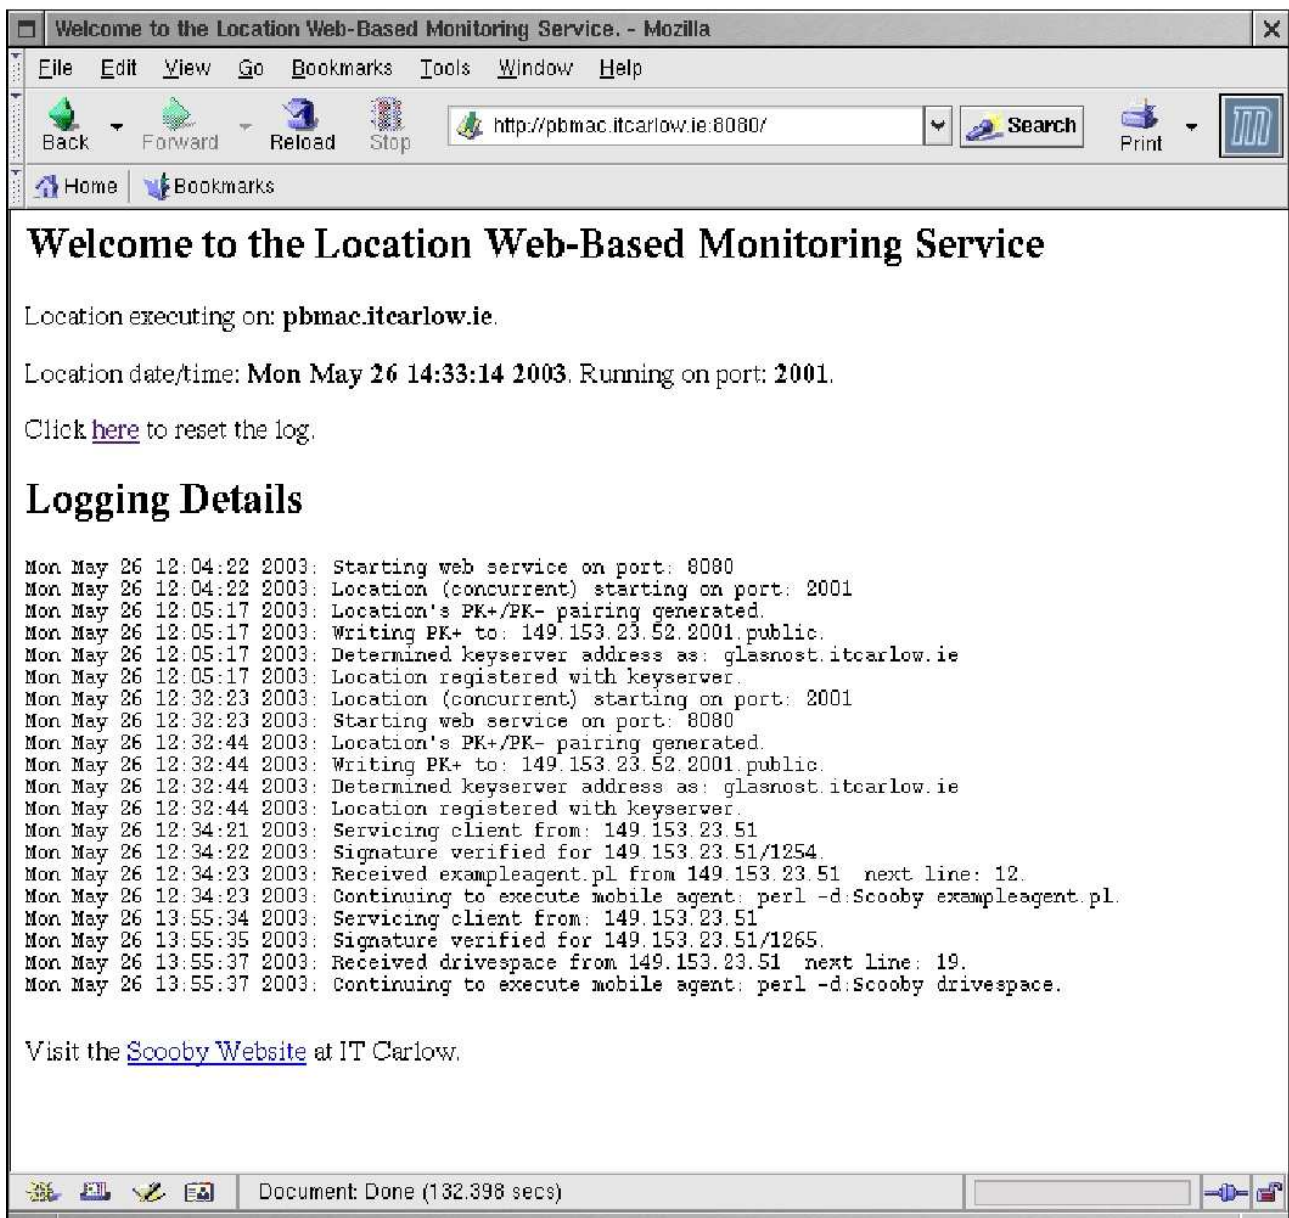 Welcome to the Location Web-Based Monitoring Service. - Mozilla
File Edit View Go Bookmarks Tools Window Help
Back Forward Reload Stop http://pbmac.itcarlow.ie:8080/ Search Print
Home Bookmarks
Welcome to the Location Web-Based Monitoring Service
Location executing on: pbmac.itcarlow.ie.
Location date/time: Mon May 26 14:33:14 2003. Running on port: 2001.
Click here to reset the log.
Logging Details
Mon May 26 12:04:22 2003: Starting web service on port: 8080
Mon May 26 12:04:22 2003: Location (concurrent) starting on port: 2001
Mon May 26 12:05:17 2003: Location's PK+/PK- pairing generated.
Mon May 26 12:05:17 2003: Writing PK+ to: 149.153.23.52.2001.public.
Mon May 26 12:05:17 2003: Determined keyserver address as: glasnost.itcarlow.ie
Mon May 26 12:05:17 2003: Location registered with keyserver.
Mon May 26 12:32:23 2003: Location (concurrent) starting on port: 2001
Mon May 26 12:32:23 2003: Starting web service on port: 8080
Mon May 26 12:32:44 2003: Location's PK+/PK- pairing generated.
Mon May 26 12:32:44 2003: Writing PK+ to: 149.153.23.52.2001.public.
Mon May 26 12:32:44 2003: Determined keyserver address as: glasnost.itcarlow.ie
Mon May 26 12:32:44 2003: Location registered with keyserver.
Mon May 26 12:34:21 2003: Servicing client from: 149.153.23.51
Mon May 26 12:34:22 2003: Signature verified for 149.153.23.51/1254.
Mon May 26 12:34:23 2003: Received exampleagent.pl from 149.153.23.51  next line: 12.
Mon May 26 12:34:23 2003: Continuing to execute mobile agent: perl -d:Scooby exampleagent.pl.
Mon May 26 13:55:34 2003: Servicing client from: 149.153.23.51
Mon May 26 13:55:35 2003: Signature verified for 149.153.23.51/1265.
Mon May 26 13:55:37 2003: Received drivespace from 149.153.23.51  next line: 19.
Mon May 26 13:55:37 2003: Continuing to execute mobile agent: perl -d:Scooby drivespace.
Visit the Scooby Website at IT Carlow.
Document: Done (132.398 secs)